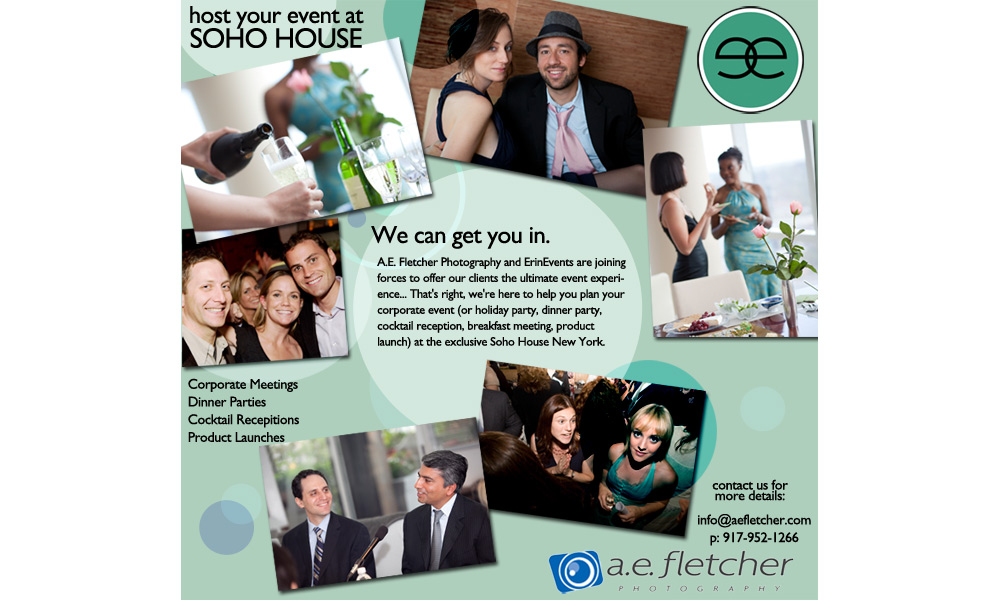 host your event at
SOHO HOUSE
We can get you in.
A.E. Fletcher Photography and ErinEvents are joining
forces to offer our clients the ultimate event experi-
ence... That's right, we're here to help you plan your
corporate event (or holiday party, dinner party,
cocktail reception, breakfast meeting, product
launch) at the exclusive Soho House New York.
Corporate Meetings
Dinner Parties
Cocktail Recepitions
Product Launches
contact us for
more details:
info@aefletcher.com
p: 917-952-1266
a.e. fletcher
PHOTOGRAPHY